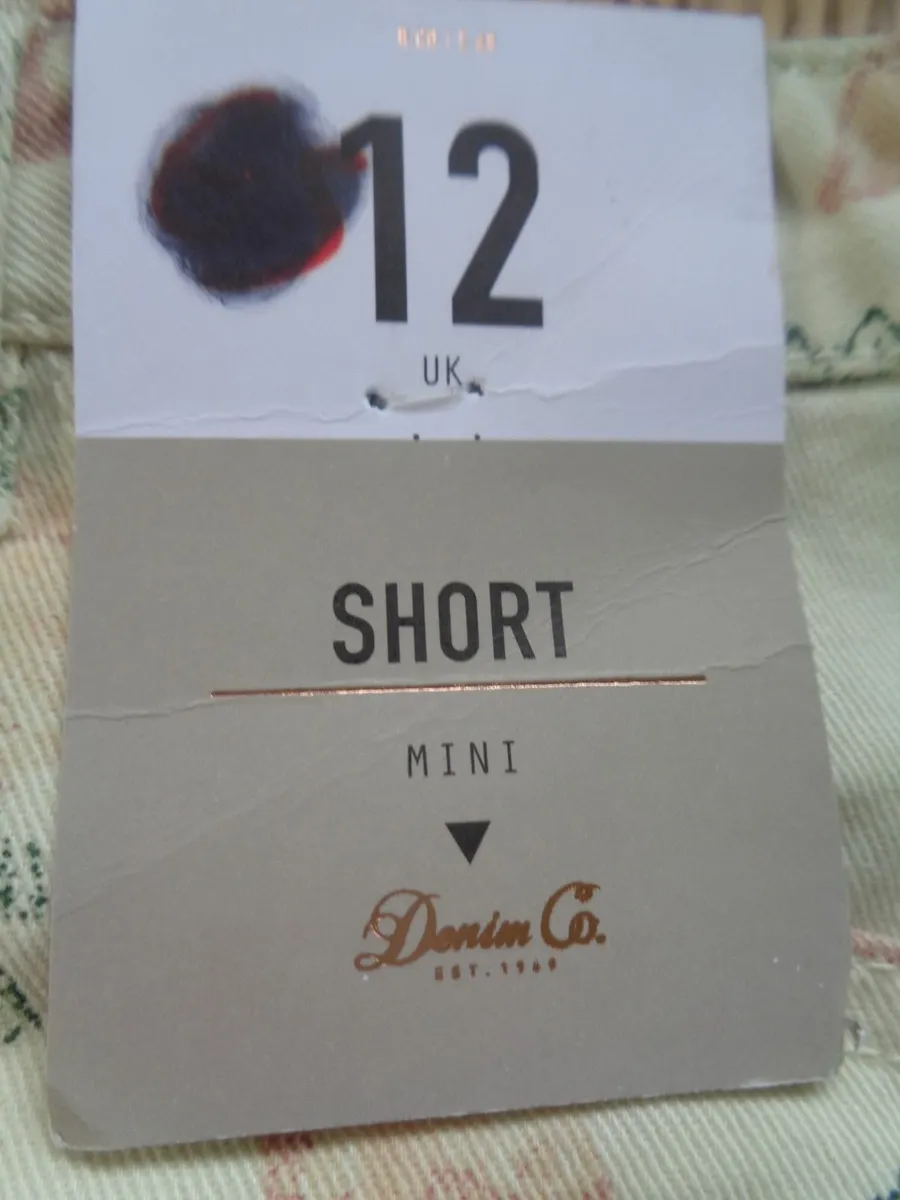 12
UK
SHORT
MINI
Denim Co.
EST. 1969